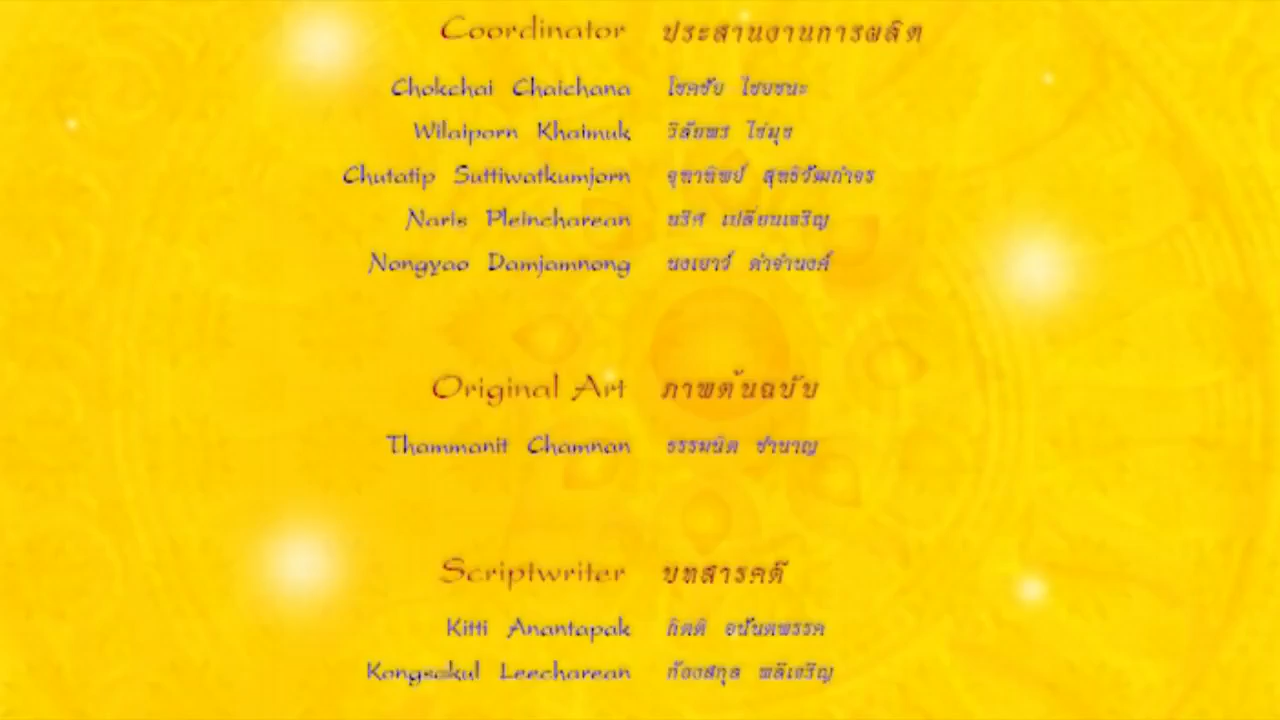 Coordinator ประสานงานการผลิต
Chokchai Chaichana โชคชัย ไชยชนะ
Wilaiporn Khaimuk วิลัยพร ไข่มุข
Chutatip Suttiwatkumjorn จุฑาทิพย์ สุทธิวัฒกำจร
Naris Pleincharean นริศ เปลี่ยนเจริญ
Nongyao Damjamnong นงเยาว์ ดำจำนงค์
Original Art ภาพต้นฉบับ
Thammanit Chamnan ธรรมนิต ชำนาญ
Scriptwriter บทสารคดี
Kitti Anantapak กิตติ อนันตพรรค
Kongsakul Leecharean ก้องสกุล หลีเจริญ